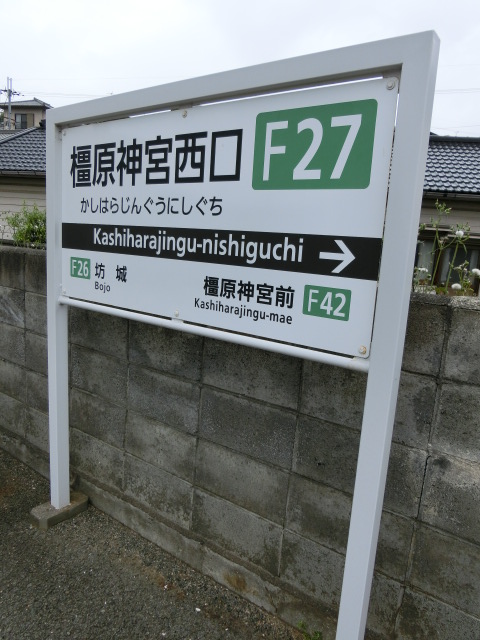 橿原神宮西口 F27
かしはらじんぐうにしぐち
Kashiharajingu-nishiguchi →
F26 坊城
Bojo
橿原神宮前 F42
Kashiharajingu-mae